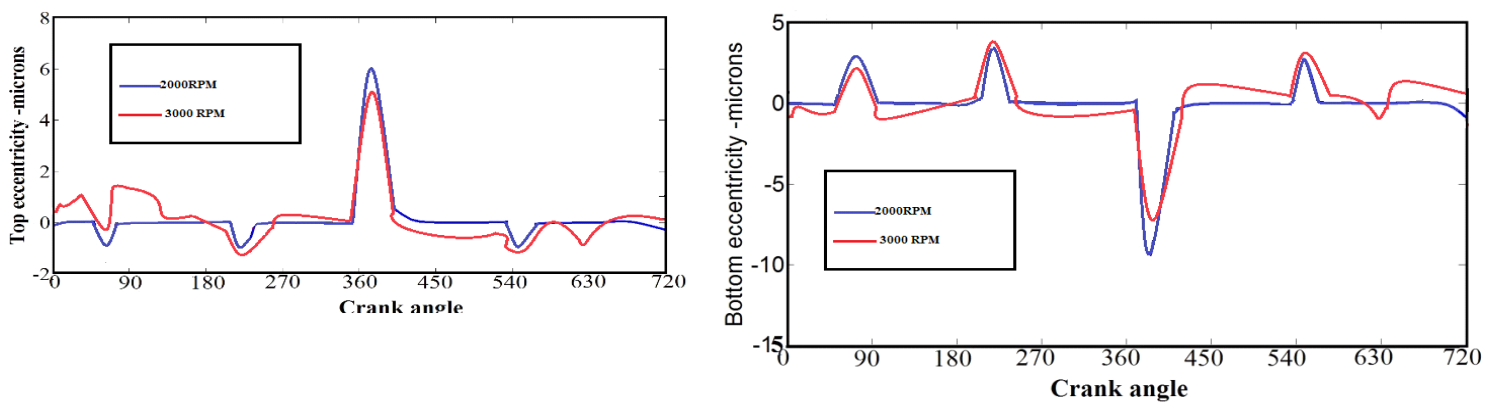 Top eccentricity -microns
8
6
4
2
0
-2
2000RPM
3000 RPM
0 90 180 270 360 450 540 630 720
Crank angle
Bottom eccentricity -microns
5
0
-5
-10
-15
2000RPM
3000 RPM
0 90 180 270 360 450 540 630 720
Crank angle